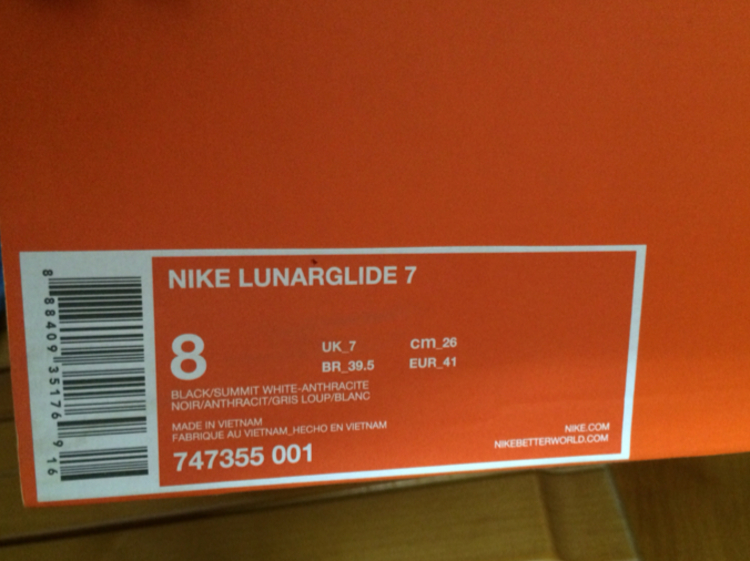 NIKE LUNARGLIDE 7
8
UK_7 cm_26
BR_39.5 EUR_41
BLACK/SUMMIT WHITE-ANTHRACITE
NOIR/ANTHRACIT/GRIS LOUP/BLANC
MADE IN VIETNAM
FABRIQUE AU VIETNAM_HECHO EN VIETNAM
747355 001
NIKE.COM
NIKEBETTERWORLD.COM
8 88409 35176 9 16